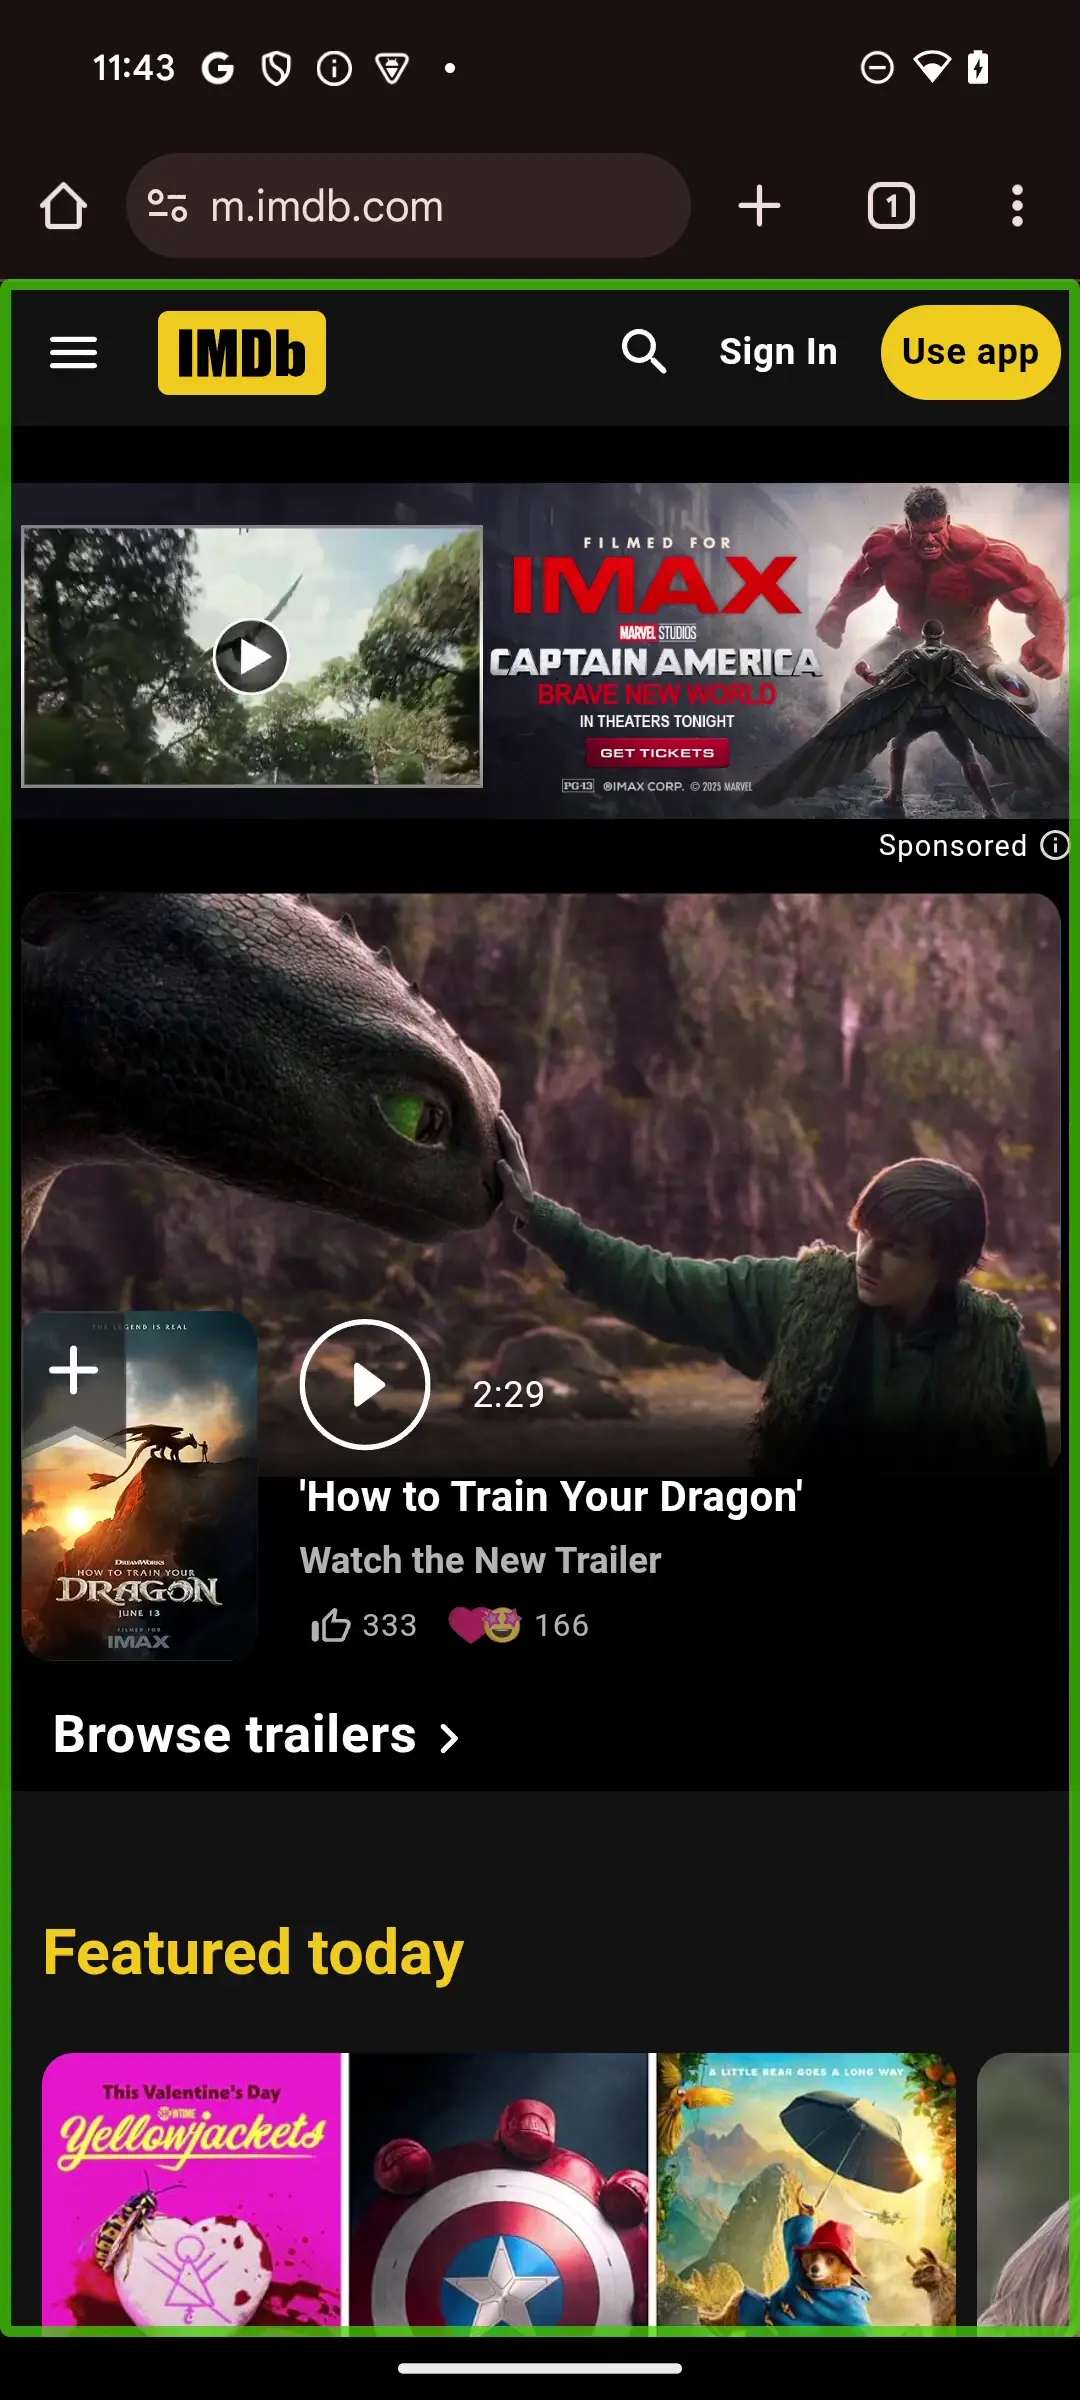 11:43
m.imdb.com
1
IMDb
Sign In
Use app
FILMED FOR
IMAX
MARVEL STUDIOS
CAPTAIN AMERICA
BRAVE NEW WORLD
IN THEATERS TONIGHT
GET TICKETS
PG-13 ®IMAX CORP. © 2025 MARVEL
Sponsored
THE LEGEND IS REAL
2:29
'How to Train Your Dragon'
Watch the New Trailer
DREAMWORKS
HOW TO TRAIN YOUR
DRAGON
JUNE 13
FILMED FOR
IMAX
333
166
Browse trailers
Featured today
This Valentine's Day
SHOWTIME
Yellowjackets
A LITTLE BEAR GOES A LONG WAY